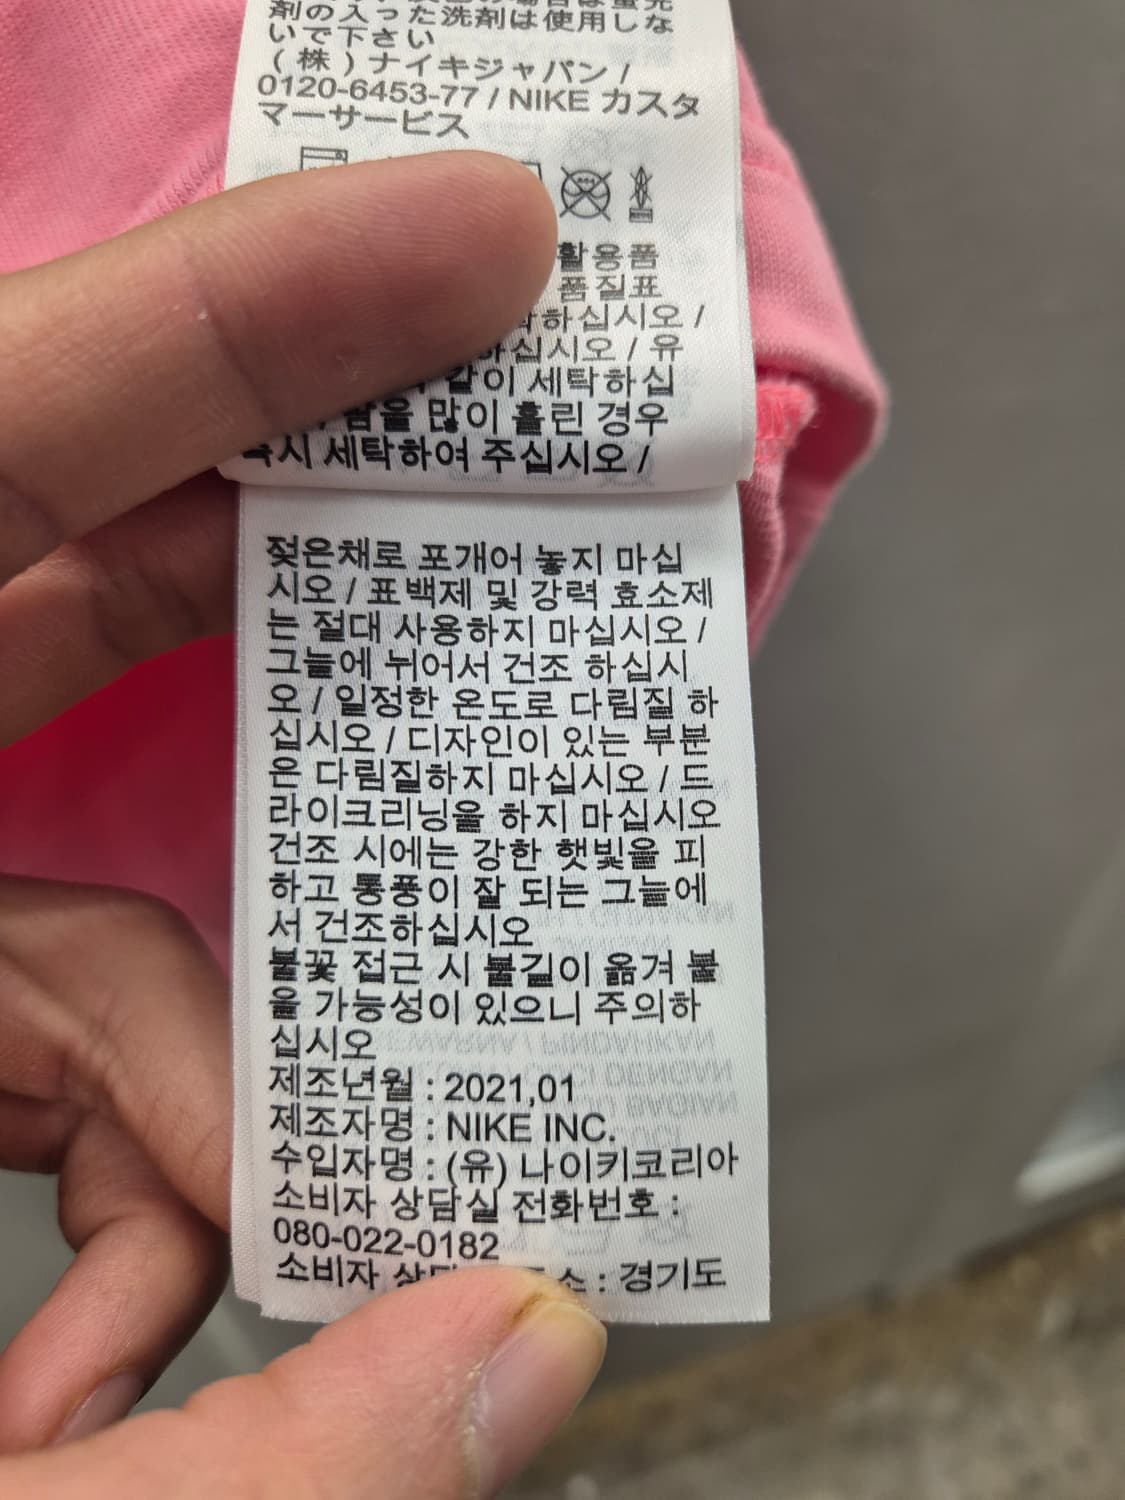 剤の入った洗剤は使用しな
いで下さい
(株)ナイキジャパン /
0120-6453-77 / NIKE カスタ
マーサービス
활용품
품질표
하십시오 /
하십시오 / 유
같이 세탁하십
땀을 많이 흘린 경우
즉시 세탁하여 주십시오 /
젖은채로 포개어 놓지 마십
시오 / 표백제 및 강력 효소제
는 절대 사용하지 마십시오 /
그늘에 뉘어서 건조 하십시
오 / 일정한 온도로 다림질 하
십시오 / 디자인이 있는 부분
은 다림질하지 마십시오 / 드
라이크리닝을 하지 마십시오
건조 시에는 강한 햇빛을 피
하고 통풍이 잘 되는 그늘에
서 건조하십시오
불꽃 접근 시 불길이 옮겨 붙
을 가능성이 있으니 주의하
십시오
제조년월 : 2021,01
제조자명 : NIKE INC.
수입자명 : (유) 나이키코리아
소비자 상담실 전화번호 :
080-022-0182
소비자 : 경기도